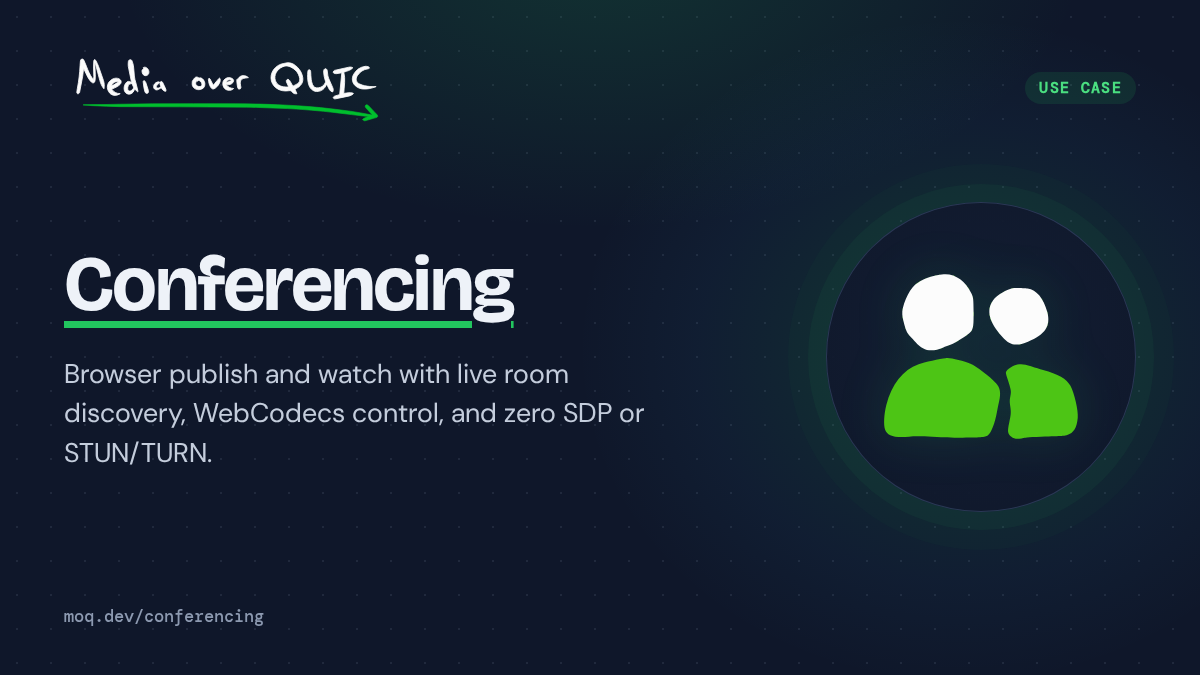 Media over QUIC
USE CASE
Conferencing
Browser publish and watch with live room
discovery, WebCodecs control, and zero SDP or
STUN/TURN.
moq.dev/conferencing